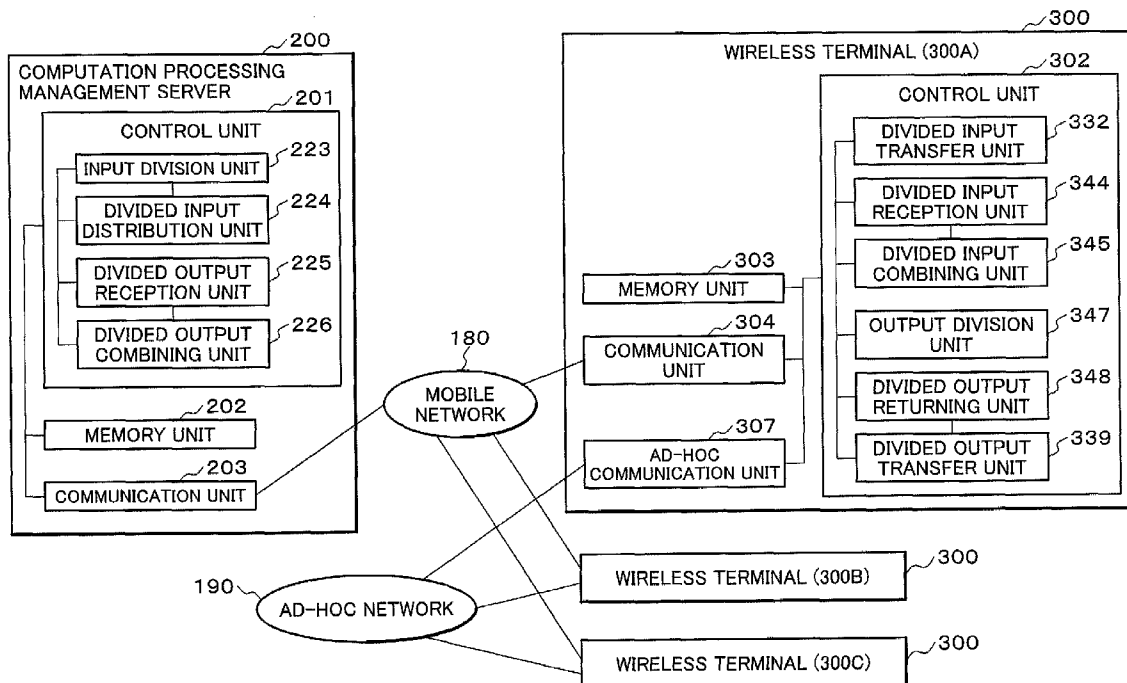 200
COMPUTATION PROCESSING
MANAGEMENT SERVER
201
CONTROL UNIT
223
INPUT DIVISION UNIT
224
DIVIDED INPUT
DISTRIBUTION UNIT
225
DIVIDED OUTPUT
RECEPTION UNIT
226
DIVIDED OUTPUT
COMBINING UNIT
202
MEMORY UNIT
203
COMMUNICATION UNIT
180
MOBILE
NETWORK
190
AD-HOC NETWORK
300
WIRELESS TERMINAL (300A)
302
CONTROL UNIT
332
DIVIDED INPUT
TRANSFER UNIT
344
DIVIDED INPUT
RECEPTION UNIT
345
DIVIDED INPUT
COMBINING UNIT
347
OUTPUT DIVISION
UNIT
348
DIVIDED OUTPUT
RETURNING UNIT
339
DIVIDED OUTPUT
TRANSFER UNIT
303
MEMORY UNIT
304
COMMUNICATION
UNIT
307
AD-HOC
COMMUNICATION UNIT
300
WIRELESS TERMINAL (300B)
300
WIRELESS TERMINAL (300C)